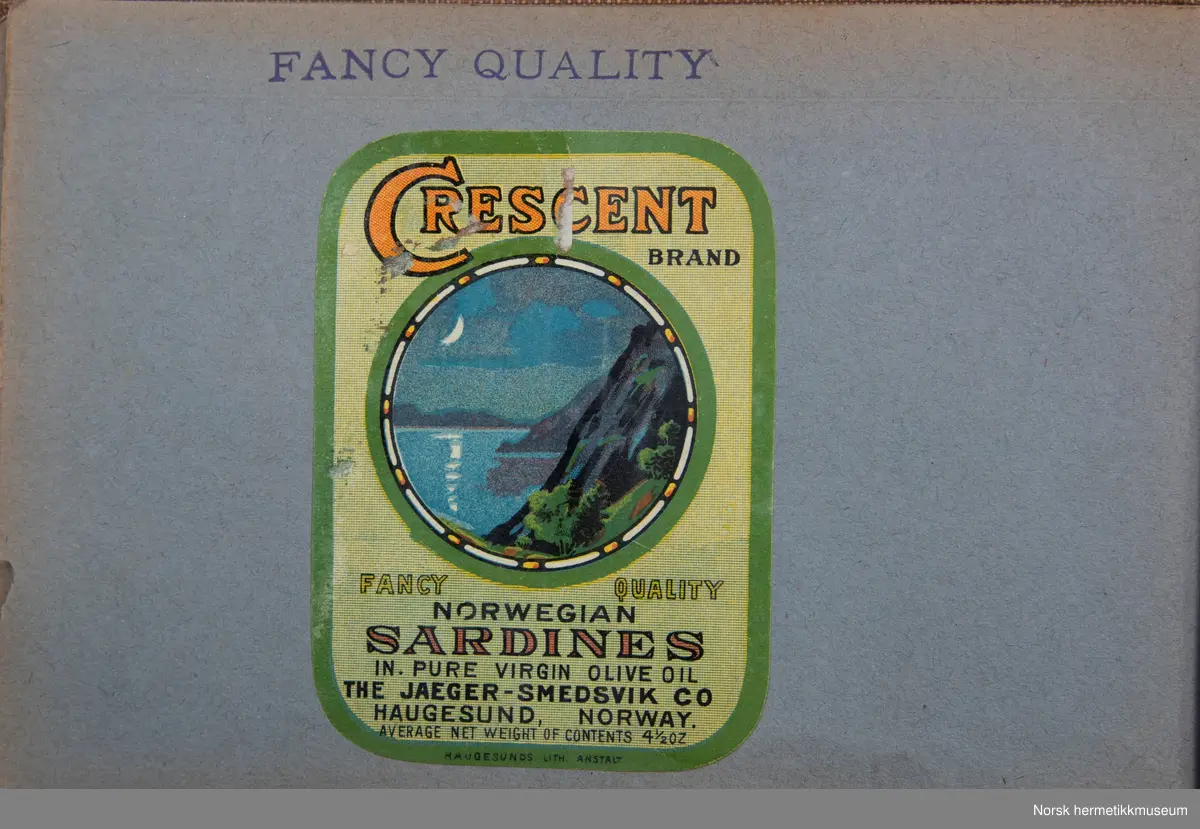 FANCY QUALITY
CRESCENT
BRAND
FANCY QUALITY
NORWEGIAN
SARDINES
IN. PURE VIRGIN OLIVE OIL
THE JAEGER-SMEDSVIK CO
HAUGESUND, NORWAY.
AVERAGE NET WEIGHT OF CONTENTS 4½OZ
HAUGESUNDS LITH. ANSTALT
Norsk hermetikkmuseum